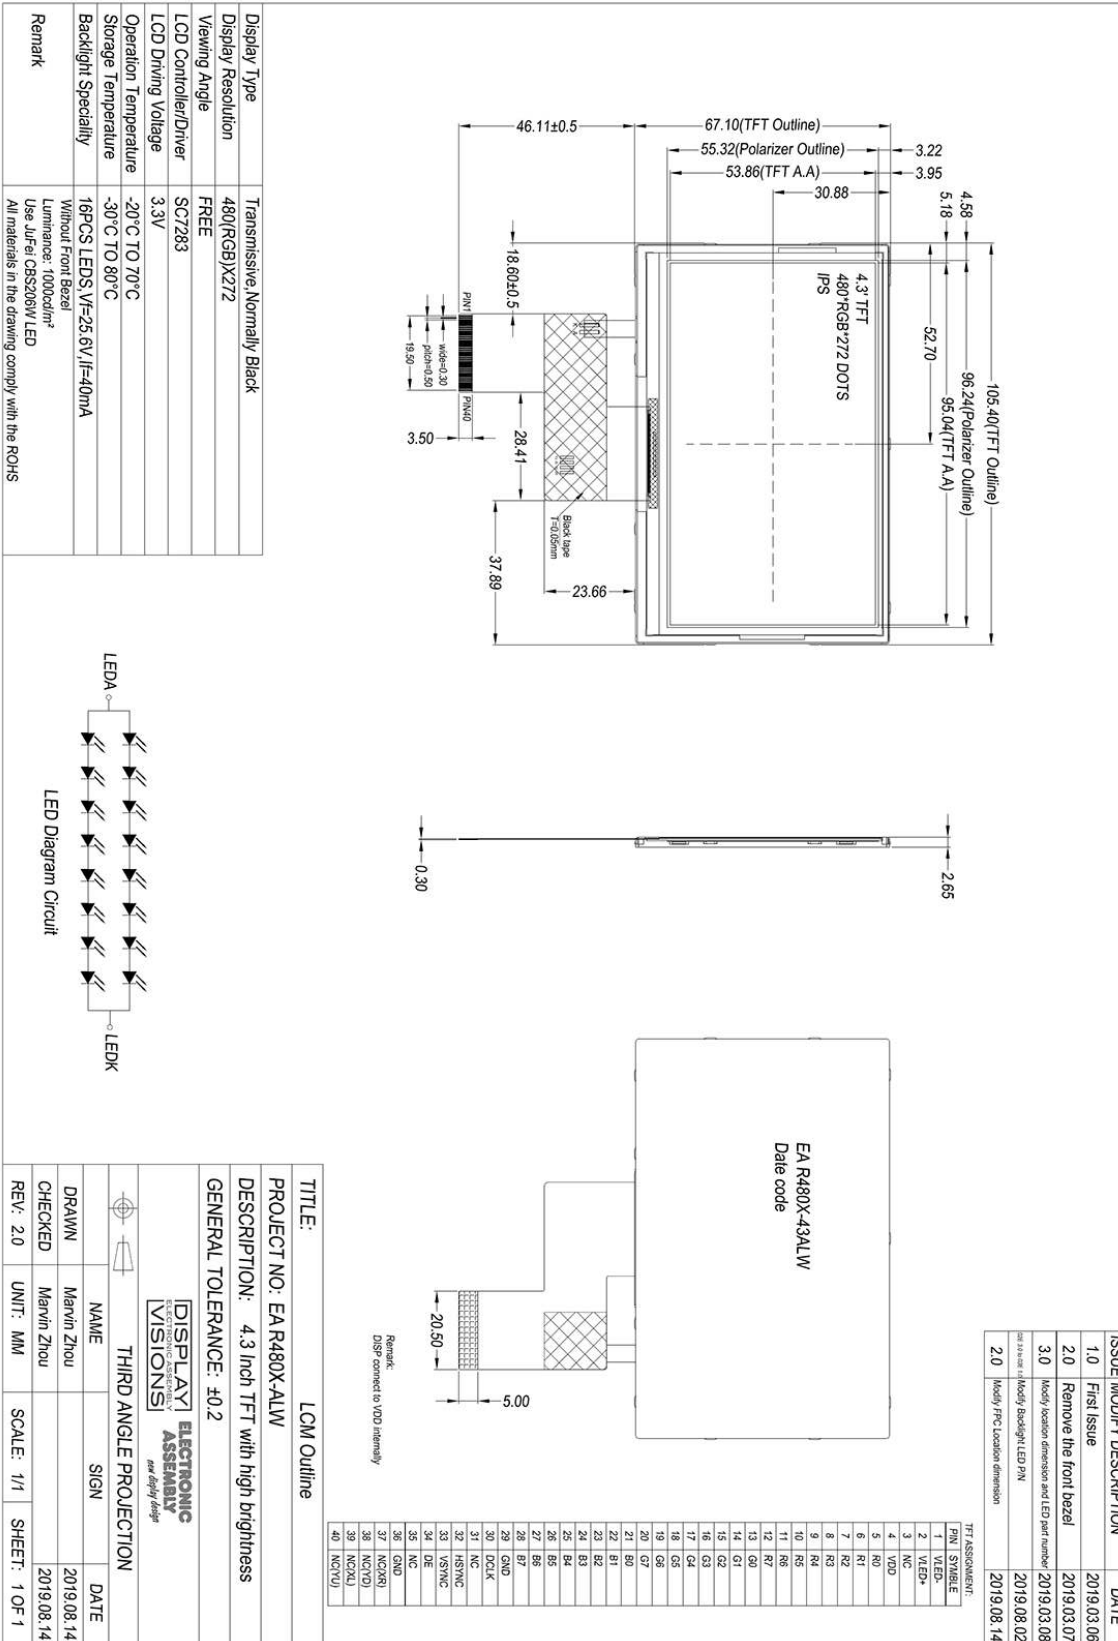 ISSUE MODIFY DESCRIPTION DATE
1.0 First Issue 2019.03.06
2.0 Remove the front bezel 2019.03.07
3.0 Modify location dimension and LED part number 2019.03.08
Modify Backlight LED P/N 2019.08.02
2.0 Modify FPC Location dimension 2019.08.14
105.40(TFT Outline)
96.24(Polarizer Outline)
95.04(TFT A.A)
52.70
4.58
5.18
3.22
3.95
67.10(TFT Outline)
55.32(Polarizer Outline)
53.86(TFT A.A)
30.88
46.11±0.5
4.3' TFT
480*RGB*272 DOTS
IPS
18.60±0.5
PIN1
PIN40
wide=0.30
pitch=0.50
19.50
3.50
28.41
Black tape
T=0.05mm
23.66
37.89
2.65
0.30
EA R480X-43ALW
Date code
20.50
5.00
Remark:
DISP connect to VDD internally
TFT ASSIGNMENT:
PIN SYMBLE
1 VLED-
2 VLED+
3 NC
4 VDD
5 R0
6 R1
7 R2
8 R3
9 R4
10 R5
11 R6
12 R7
13 G0
14 G1
15 G2
16 G3
17 G4
18 G5
19 G6
20 G7
21 B0
22 B1
23 B2
24 B3
25 B4
26 B5
27 B6
28 B7
29 GND
30 DCLK
31 NC
32 HSYNC
33 VSYNC
34 DE
35 NC
36 GND
37 NC(XR)
38 NC(YD)
39 NC(XL)
40 NC(YU)
Display Type Transmissive,Normally Black
Display Resolution 480(RGB)X272
Viewing Angle FREE
LCD Controller/Driver SC7283
LCD Driving Voltage 3.3V
Operation Temperature -20°C TO 70°C
Storage Temperature -30°C TO 80°C
Backlight Speciality 16PCS LEDS,Vf=25.6V,If=40mA
Remark
Without Front Bezel
Luminance: 1000cd/m²
Use JuFei CBS206W LED
All materials in the drawing comply with the ROHS
LEDA
LEDK
LED Diagram Circuit
TITLE: LCM Outline
PROJECT NO: EA R480X-ALW
DESCRIPTION: 4.3 Inch TFT with high brightness
GENERAL TOLERANCE: ±0.2
DISPLAY
ELECTRONIC ASSEMBLY
VISIONS
ELECTRONIC
ASSEMBLY
new display design
THIRD ANGLE PROJECTION
NAME SIGN DATE
DRAWN Marvin Zhou 2019.08.14
CHECKED Marvin Zhou 2019.08.14
REV: 2.0 UNIT: MM SCALE: 1/1 SHEET: 1 OF 1